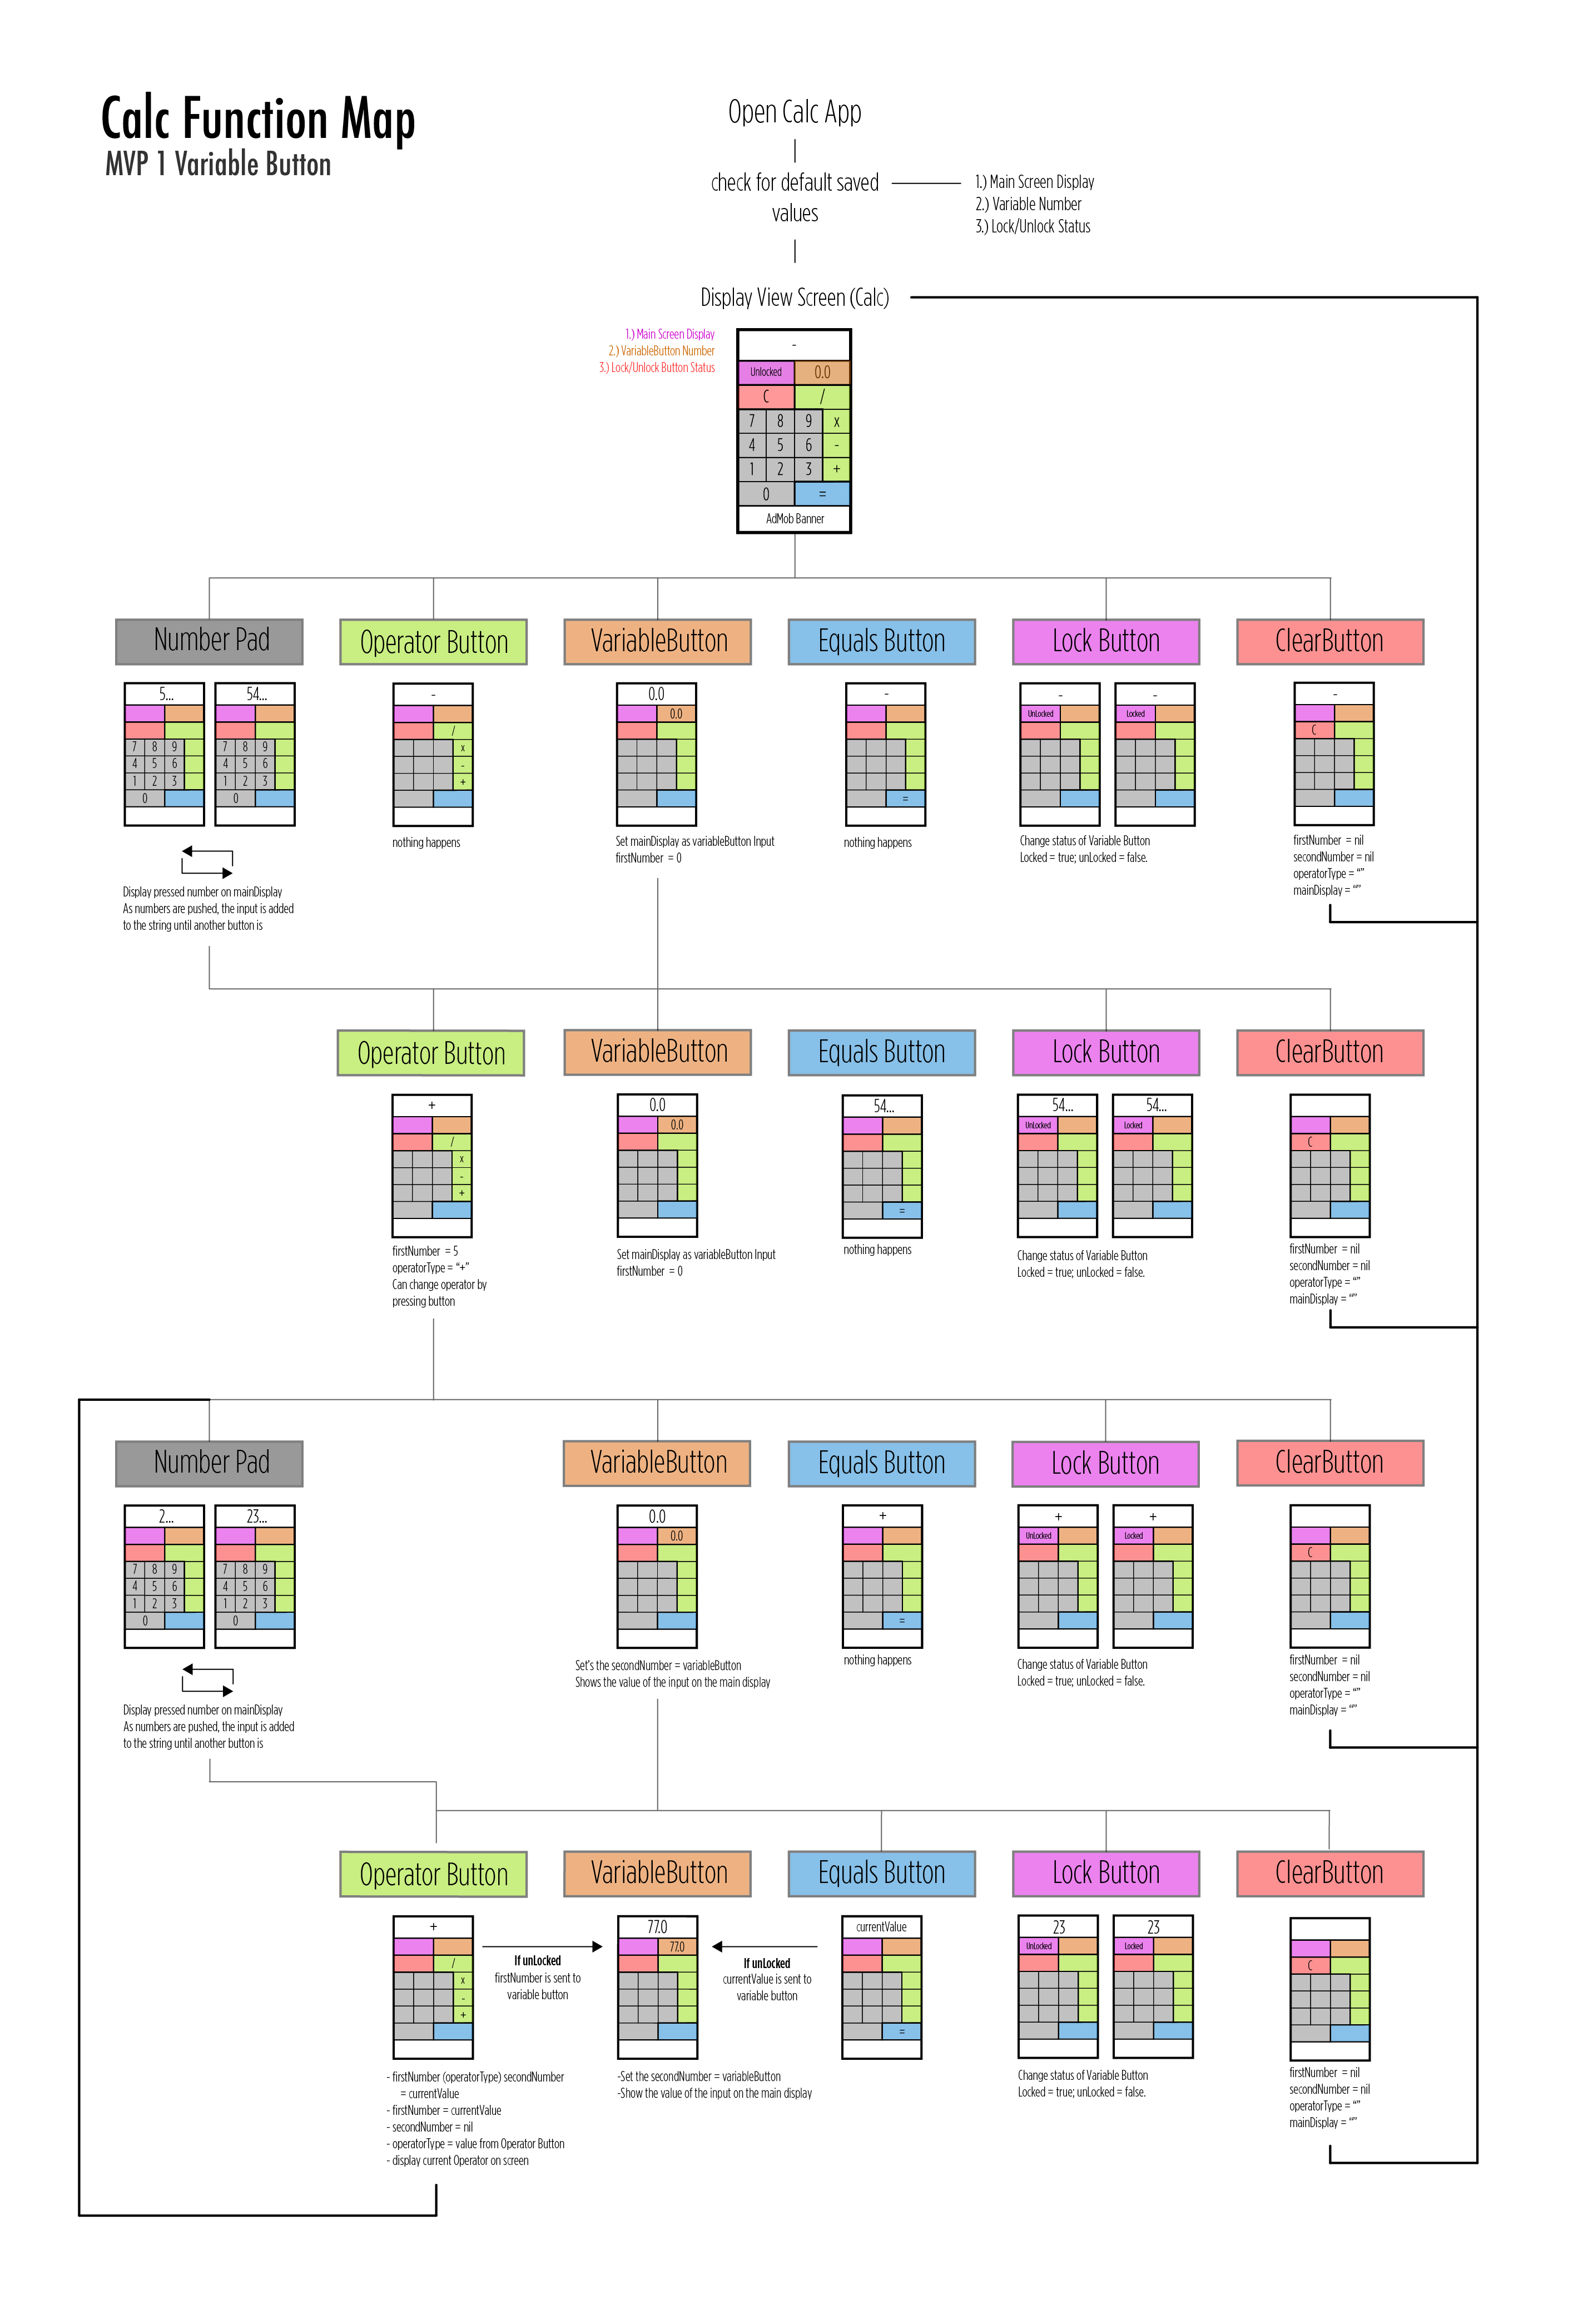 Calc Function Map
MVP 1 Variable Button
Open Calc App
check for default saved
values
1.) Main Screen Display
2.) Variable Number
3.) Lock/Unlock Status
Display View Screen (Calc)
1.) Main Screen Display
2.) VariableButton Number
3.) Lock/Unlock Button Status
-
Unlocked 0.0
C /
7 8 9 x
4 5 6 -
1 2 3 +
0 =
AdMob Banner
Number Pad
Operator Button
VariableButton
Equals Button
Lock Button
ClearButton
5...
7 8 9
4 5 6
1 2 3
0
54...
7 8 9
4 5 6
1 2 3
0
Display pressed number on mainDisplay
As numbers are pushed, the input is added
to the string until another button is
-
/
x
-
+
nothing happens
0.0
0.0
Set mainDisplay as variableButton Input
firstNumber = 0
-
=
nothing happens
-
UnLocked
-
Locked
Change status of Variable Button
Locked = true; unLocked = false.
-
C
firstNumber = nil
secondNumber = nil
operatorType = “”
mainDisplay = “”
Operator Button
VariableButton
Equals Button
Lock Button
ClearButton
+
/
x
-
+
firstNumber = 5
operatorType = “+”
Can change operator by
pressing button
0.0
0.0
Set mainDisplay as variableButton Input
firstNumber = 0
54...
=
nothing happens
54...
UnLocked
54...
Locked
Change status of Variable Button
Locked = true; unLocked = false.
C
firstNumber = nil
secondNumber = nil
operatorType = “”
mainDisplay = “”
Number Pad
VariableButton
Equals Button
Lock Button
ClearButton
2...
7 8 9
4 5 6
1 2 3
0
23...
7 8 9
4 5 6
1 2 3
0
Display pressed number on mainDisplay
As numbers are pushed, the input is added
to the string until another button is
0.0
0.0
Set's the secondNumber = variableButton
Shows the value of the input on the main display
+
=
nothing happens
+
UnLocked
+
Locked
Change status of Variable Button
Locked = true; unLocked = false.
C
firstNumber = nil
secondNumber = nil
operatorType = “”
mainDisplay = “”
Operator Button
VariableButton
Equals Button
Lock Button
ClearButton
+
/
x
-
+
- firstNumber (operatorType) secondNumber
= currentValue
- firstNumber = currentValue
- secondNumber = nil
- operatorType = value from Operator Button
- display current Operator on screen
If unLocked
firstNumber is sent to
variable button
77.0
77.0
-Set the secondNumber = variableButton
-Show the value of the input on the main display
If unLocked
currentValue is sent to
variable button
currentValue
=
23
UnLocked
23
Locked
Change status of Variable Button
Locked = true; unLocked = false.
C
firstNumber = nil
secondNumber = nil
operatorType = “”
mainDisplay = “”